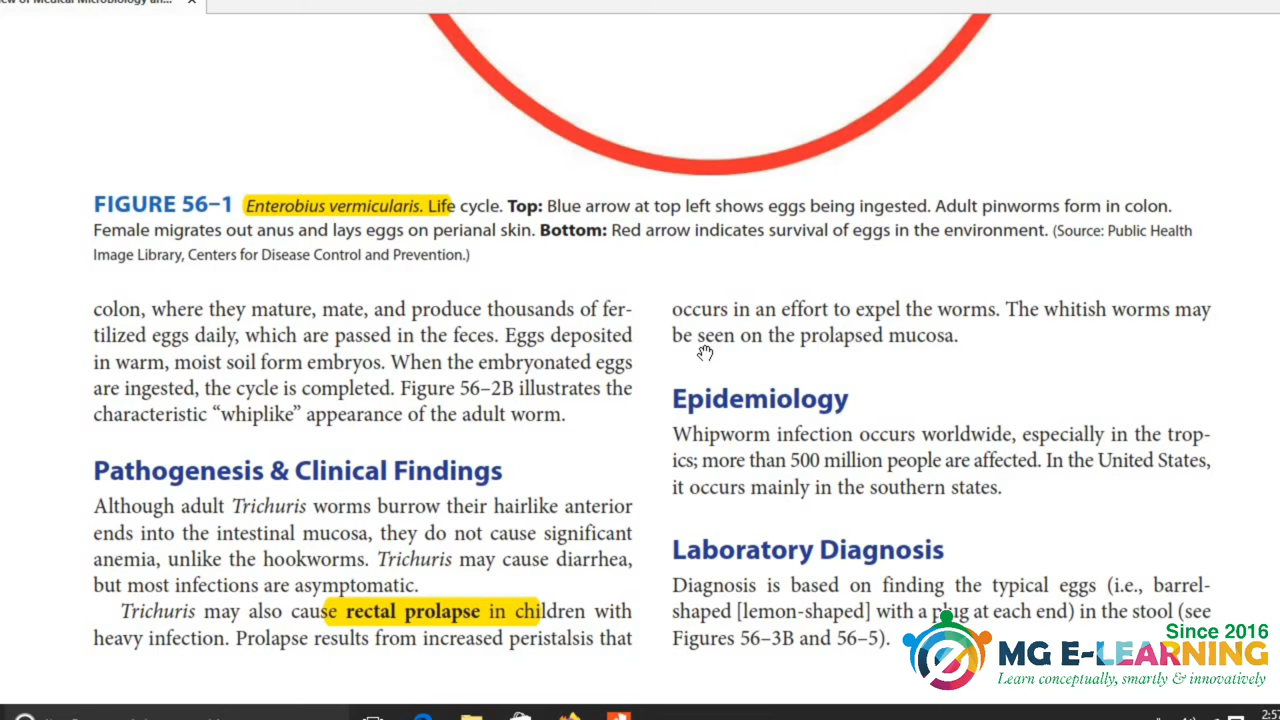 ew of Medical Microbiology an...
FIGURE 56–1 Enterobius vermicularis. Life cycle. Top: Blue arrow at top left shows eggs being ingested. Adult pinworms form in colon.
Female migrates out anus and lays eggs on perianal skin. Bottom: Red arrow indicates survival of eggs in the environment. (Source: Public Health
Image Library, Centers for Disease Control and Prevention.)
colon, where they mature, mate, and produce thousands of fer-
tilized eggs daily, which are passed in the feces. Eggs deposited
in warm, moist soil form embryos. When the embryonated eggs
are ingested, the cycle is completed. Figure 56–2B illustrates the
characteristic “whiplike” appearance of the adult worm.
Pathogenesis & Clinical Findings
Although adult Trichuris worms burrow their hairlike anterior
ends into the intestinal mucosa, they do not cause significant
anemia, unlike the hookworms. Trichuris may cause diarrhea,
but most infections are asymptomatic.
Trichuris may also cause rectal prolapse in children with
heavy infection. Prolapse results from increased peristalsis that
occurs in an effort to expel the worms. The whitish worms may
be seen on the prolapsed mucosa.
Epidemiology
Whipworm infection occurs worldwide, especially in the trop-
ics; more than 500 million people are affected. In the United States,
it occurs mainly in the southern states.
Laboratory Diagnosis
Diagnosis is based on finding the typical eggs (i.e., barrel-
shaped [lemon-shaped] with a plug at each end) in the stool (see
Figures 56–3B and 56–5).
Since 2016
MG E-LEARNING
Learn conceptually, smartly & innovatively